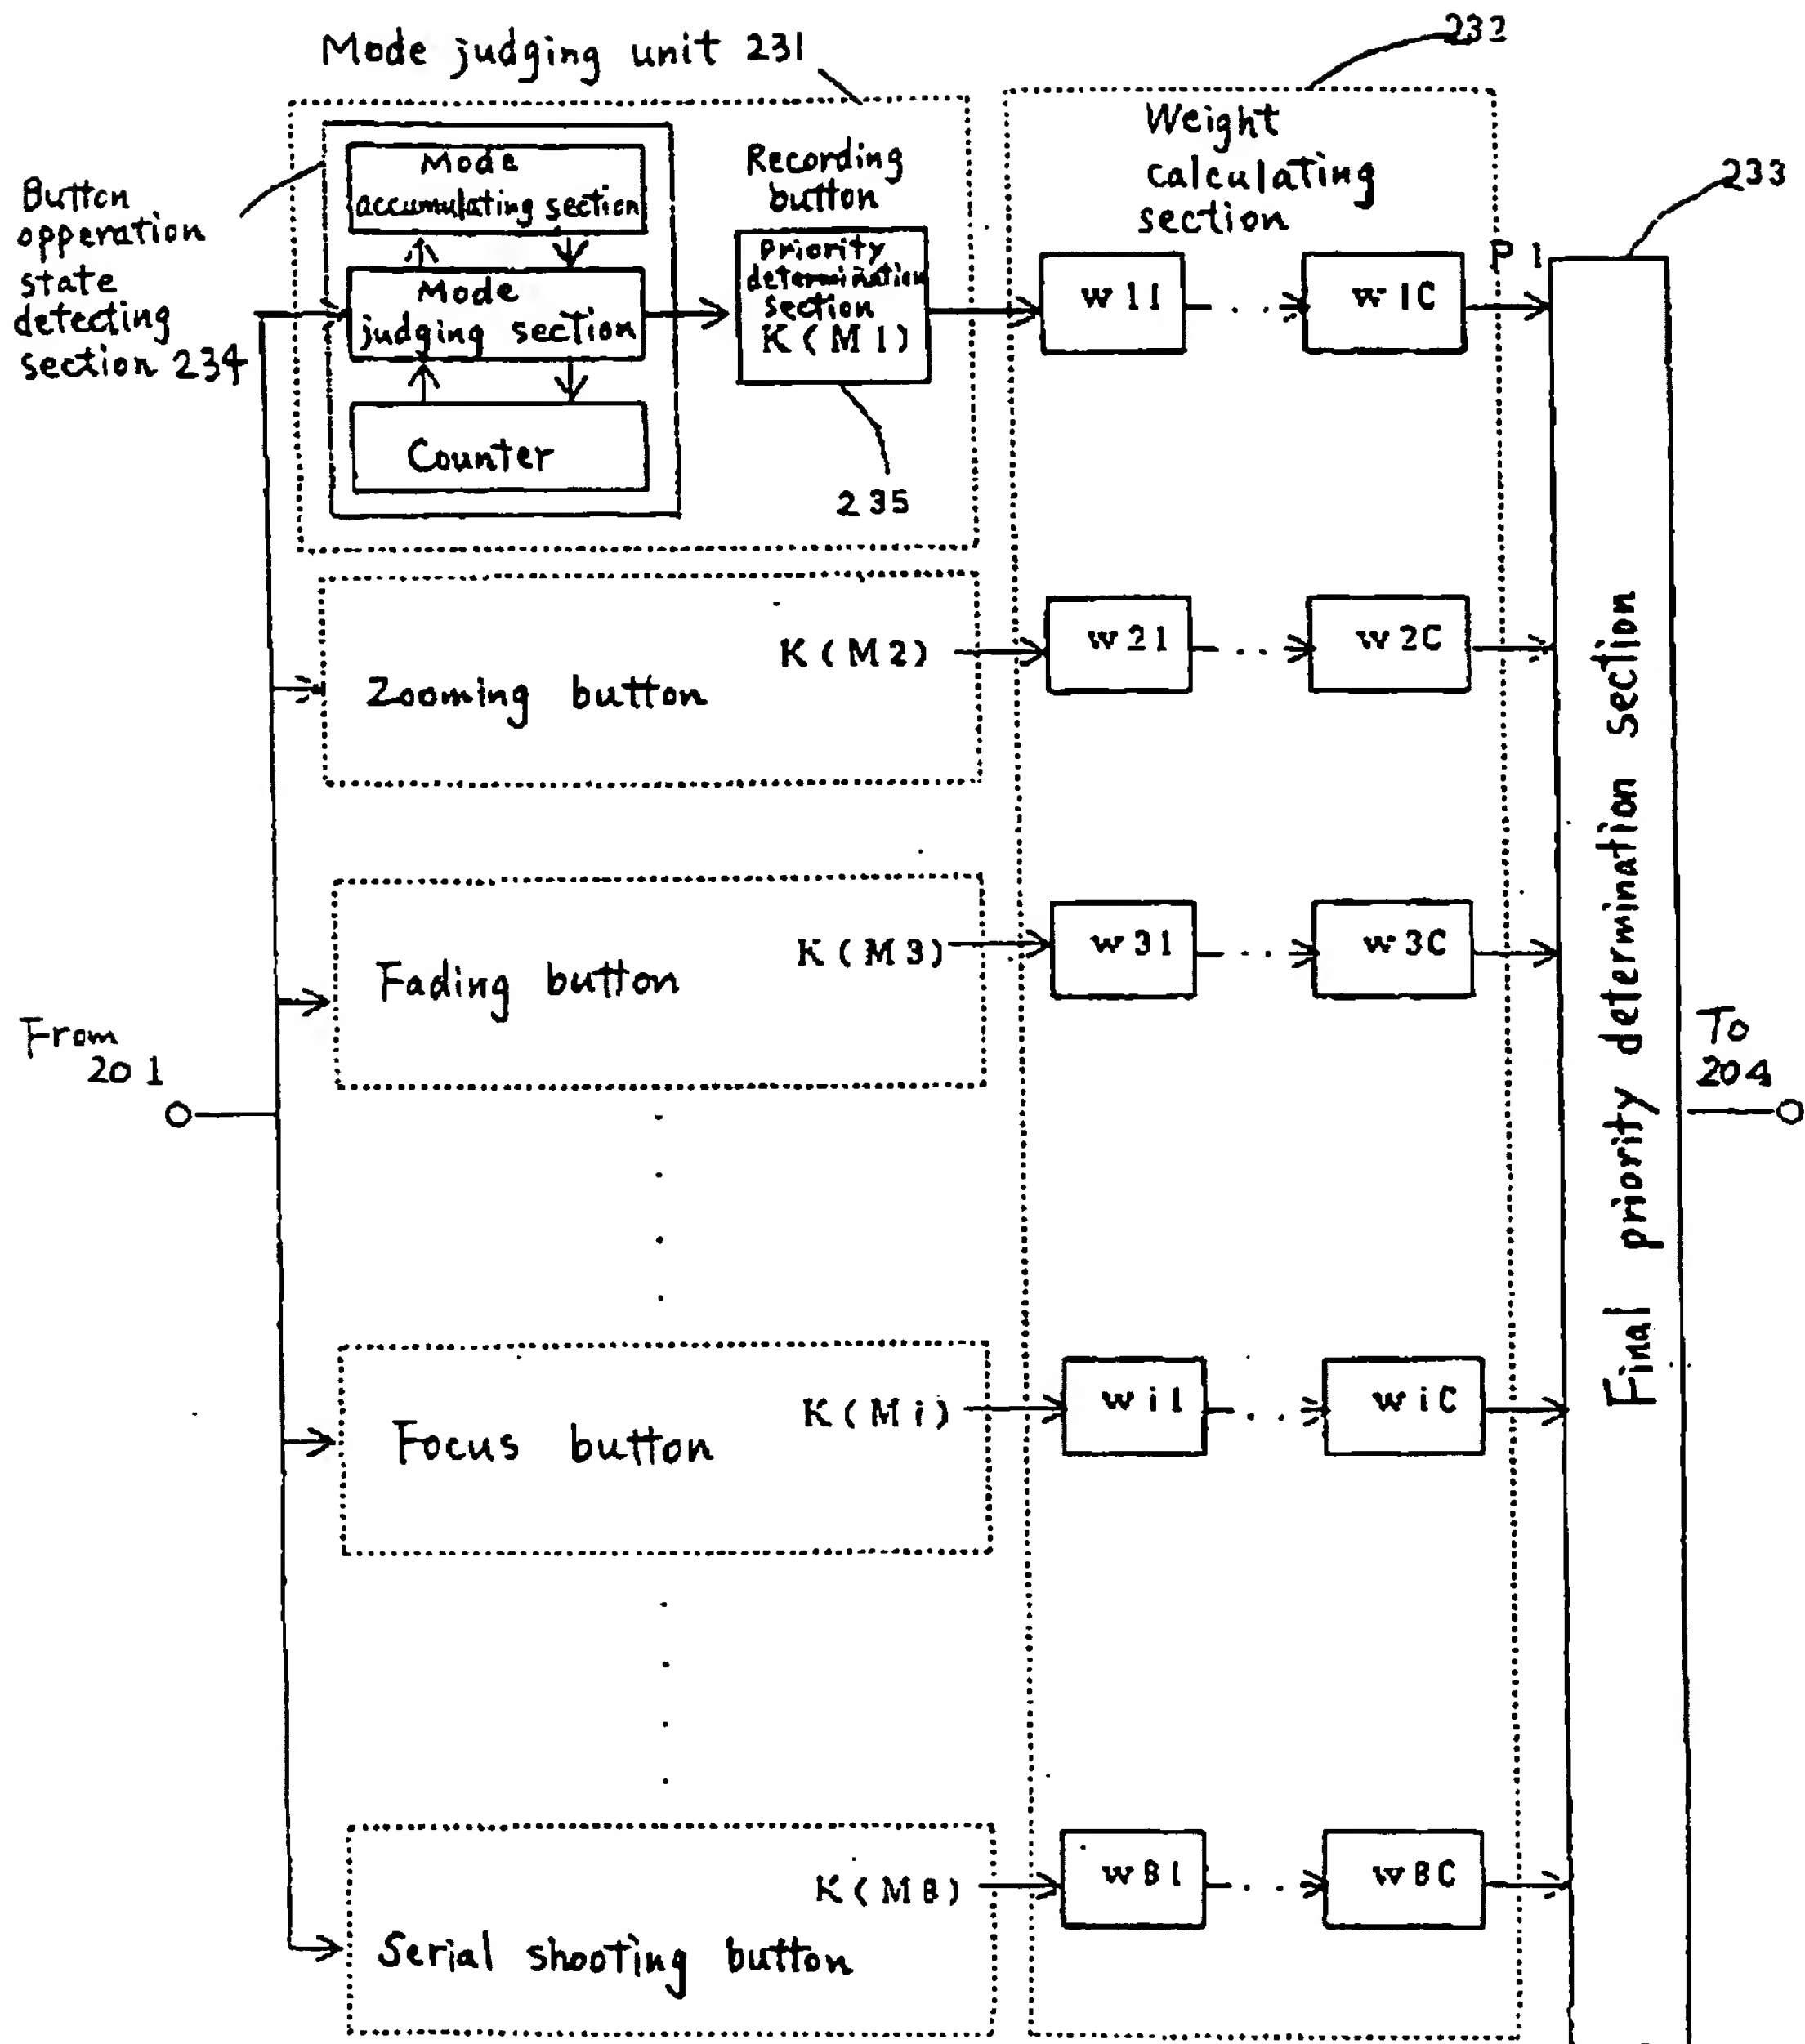 Mode judging unit 231
232
Button
opperation
state
detecting
section 234
Mode
accumulating section
Mode
judging section
Counter
Recording
button
Priority
determination
section
K(M1)
235
Weight
calculating
section
w11
w1C
P1
233
K(M2)
Zooming button
w21
w2C
K(M3)
Fading button
w31
w3C
From
201
To
204
Final priority determination section
K(Mi)
Focus button
wi1
wiC
K(MB)
Serial shooting button
wB1
wBC